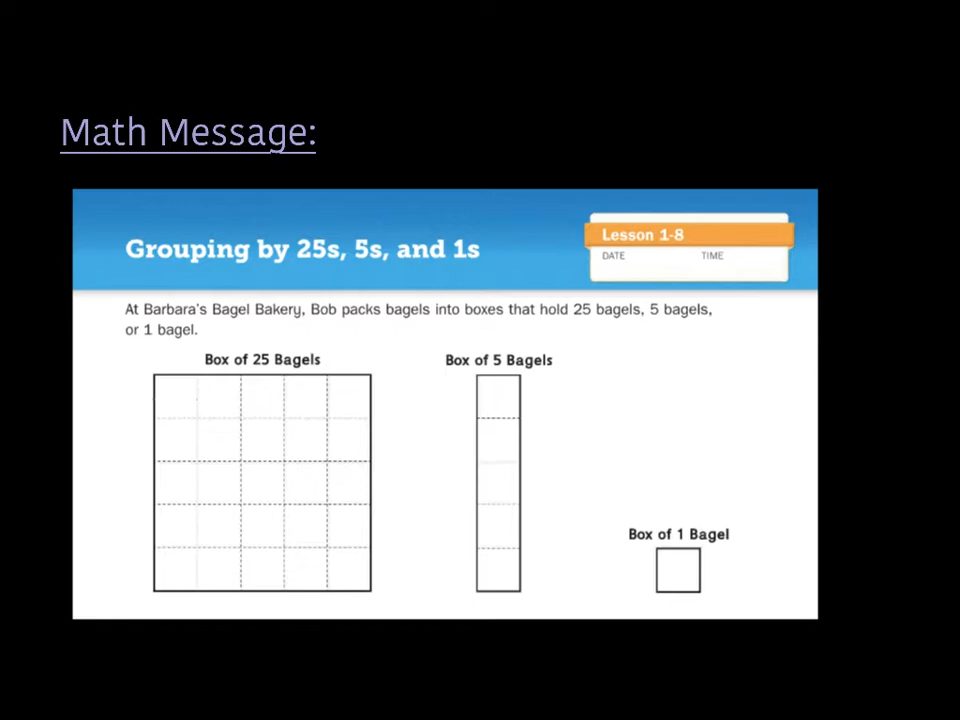 Math Message:
Grouping by 25s, 5s, and 1s
Lesson 1-8
DATE TIME
At Barbara's Bagel Bakery, Bob packs bagels into boxes that hold 25 bagels, 5 bagels,
or 1 bagel.
Box of 25 Bagels
Box of 5 Bagels
Box of 1 Bagel